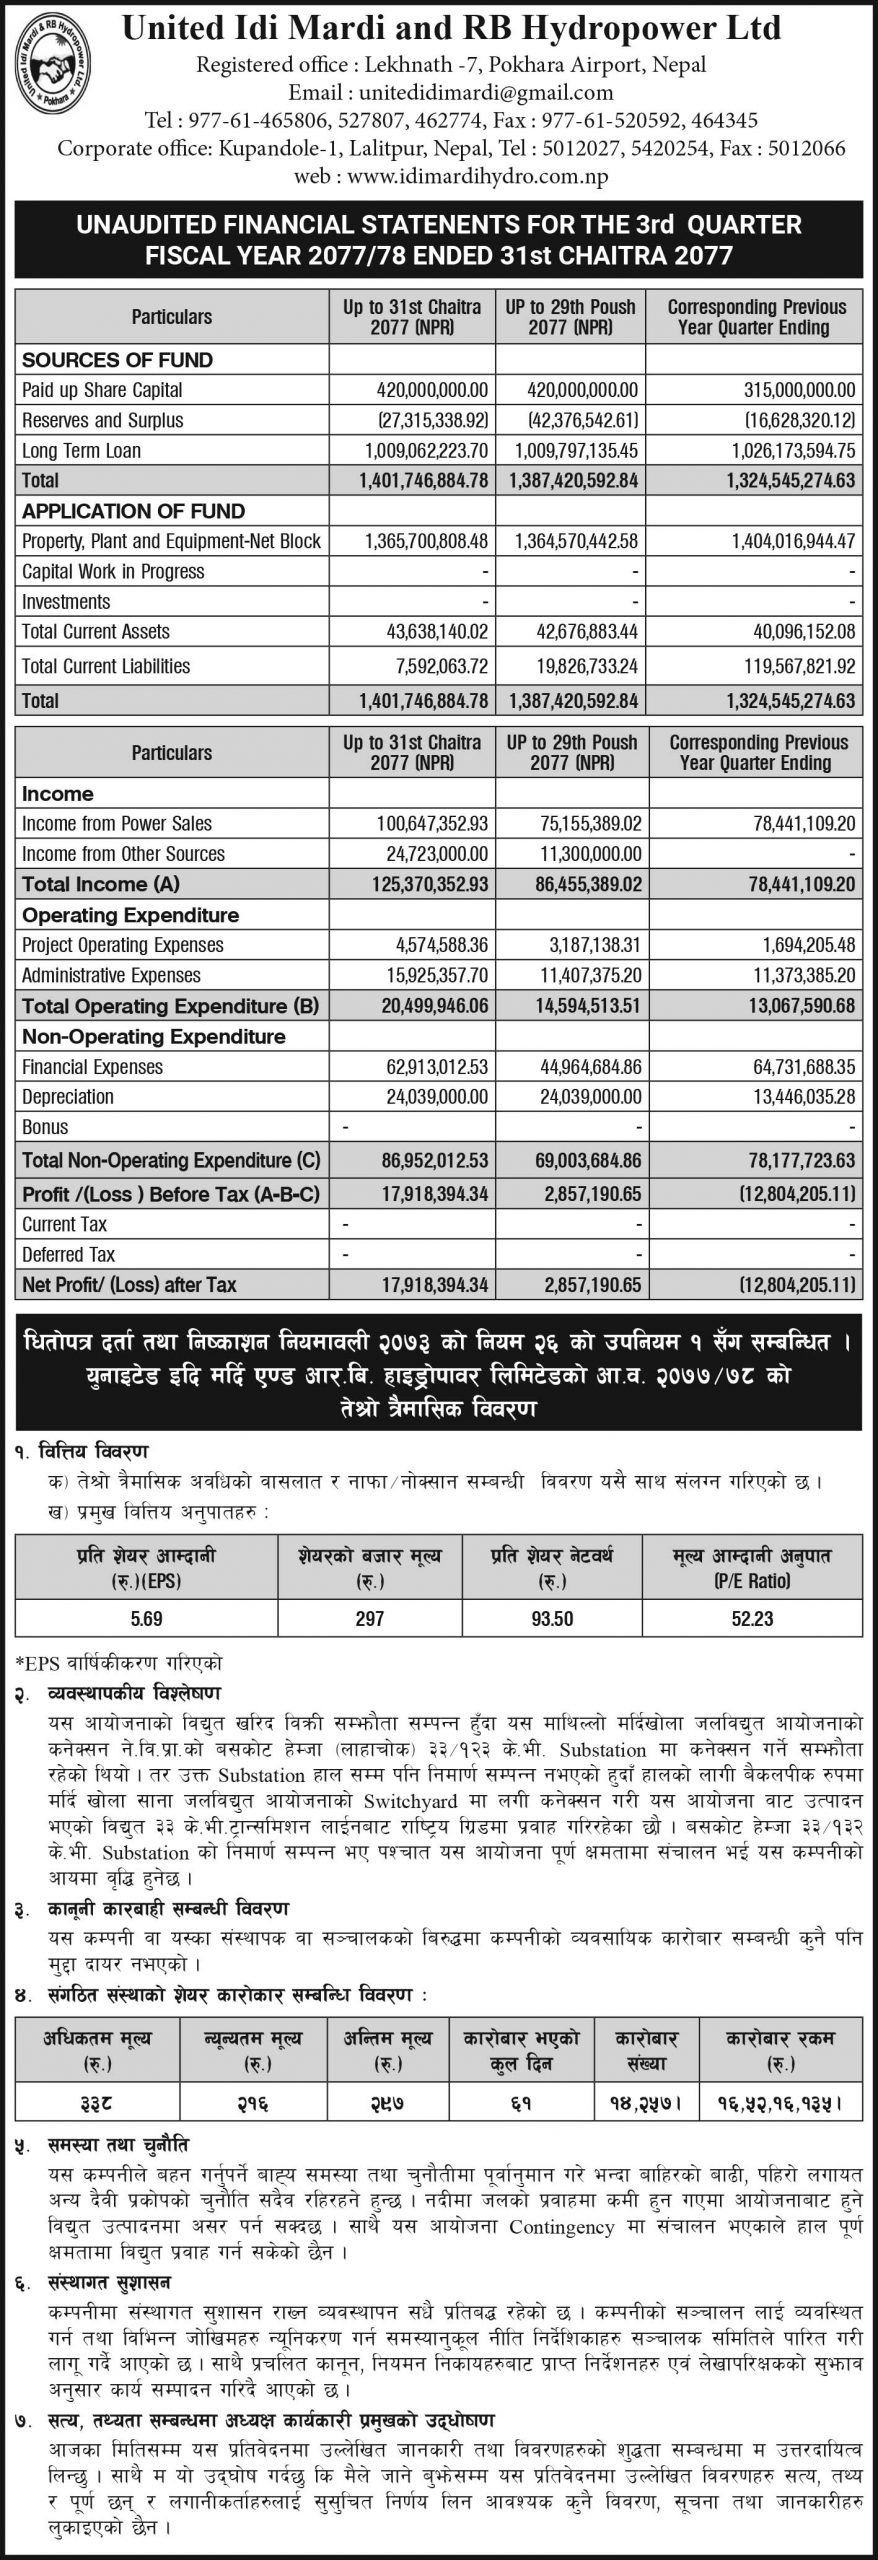 United Idi Mardi & RB Hydropower Ltd.
Pokhara
United Idi Mardi and RB Hydropower Ltd
Registered office : Lekhnath -7, Pokhara Airport, Nepal
Email : unitedidimardi@gmail.com
Tel : 977-61-465806, 527807, 462774, Fax : 977-61-520592, 464345
Corporate office: Kupandole-1, Lalitpur, Nepal, Tel : 5012027, 5420254, Fax : 5012066
web : www.idimardihydro.com.np
UNAUDITED FINANCIAL STATENENTS FOR THE 3rd QUARTER
FISCAL YEAR 2077/78 ENDED 31st CHAITRA 2077
Particulars Up to 31st Chaitra 2077 (NPR) UP to 29th Poush 2077 (NPR) Corresponding Previous Year Quarter Ending
SOURCES OF FUND
Paid up Share Capital 420,000,000.00 420,000,000.00 315,000,000.00
Reserves and Surplus (27,315,338.92) (42,376,542.61) (16,628,320.12)
Long Term Loan 1,009,062,223.70 1,009,797,135.45 1,026,173,594.75
Total 1,401,746,884.78 1,387,420,592.84 1,324,545,274.63
APPLICATION OF FUND
Property, Plant and Equipment-Net Block 1,365,700,808.48 1,364,570,442.58 1,404,016,944.47
Capital Work in Progress - - -
Investments - - -
Total Current Assets 43,638,140.02 42,676,883.44 40,096,152.08
Total Current Liabilities 7,592,063.72 19,826,733.24 119,567,821.92
Total 1,401,746,884.78 1,387,420,592.84 1,324,545,274.63
Particulars Up to 31st Chaitra 2077 (NPR) UP to 29th Poush 2077 (NPR) Corresponding Previous Year Quarter Ending
Income
Income from Power Sales 100,647,352.93 75,155,389.02 78,441,109.20
Income from Other Sources 24,723,000.00 11,300,000.00 -
Total Income (A) 125,370,352.93 86,455,389.02 78,441,109.20
Operating Expenditure
Project Operating Expenses 4,574,588.36 3,187,138.31 1,694,205.48
Administrative Expenses 15,925,357.70 11,407,375.20 11,373,385.20
Total Operating Expenditure (B) 20,499,946.06 14,594,513.51 13,067,590.68
Non-Operating Expenditure
Financial Expenses 62,913,012.53 44,964,684.86 64,731,688.35
Depreciation 24,039,000.00 24,039,000.00 13,446,035.28
Bonus - - -
Total Non-Operating Expenditure (C) 86,952,012.53 69,003,684.86 78,177,723.63
Profit /(Loss ) Before Tax (A-B-C) 17,918,394.34 2,857,190.65 (12,804,205.11)
Current Tax - - -
Deferred Tax - - -
Net Profit/ (Loss) after Tax 17,918,394.34 2,857,190.65 (12,804,205.11)
धितोपत्र दर्ता तथा निष्काशन नियमावली २०७३ को नियम २६ को उपनियम १ सँग सम्बन्धित ।
युनाइटेड इदि मर्दि एण्ड आर.बि. हाइड्रोपावर लिमिटेडको आ.व. २०७७/७८ को
तेश्रो त्रैमासिक विवरण
१. वित्तिय विवरण
क) तेश्रो त्रैमासिक अवधिको वासलात र नाफा/नोक्सान सम्बन्धी विवरण यसै साथ संलग्न गरिएको छ ।
ख) प्रमुख वित्तिय अनुपातहरु :
प्रति शेयर आम्दानी (रु.)(EPS) शेयरको बजार मूल्य (रु.) प्रति शेयर नेटवर्थ (रु.) मूल्य आम्दानी अनुपात (P/E Ratio)
5.69 297 93.50 52.23
*EPS वार्षिकीकरण गरिएको
२. व्यवस्थापकीय विश्लेषण
यस आयोजनाको विद्युत खरिद विक्री सम्झौता सम्पन्न हुँदा यस माथिल्लो मर्दिखोला जलविद्युत आयोजनाको
कनेक्सन ने.वि.प्रा.को बसकोट हेम्जा (लाहाचोक) ३३/१२३ के.भी. Substation मा कनेक्सन गर्ने सम्झौता
रहेको थियो । तर उक्त Substation हाल सम्म पनि निमार्ण सम्पन्न नभएको हुदाँ हालको लागी बैकलपीक रुपमा
मर्दि खोला साना जलविद्युत आयोजनाको Switchyard मा लगी कनेक्सन गरी यस आयोजना वाट उत्पादन
भएको विद्युत ३३ के.भी.ट्रान्समिशन लाईनबाट राष्ट्रिय ग्रिडमा प्रवाह गरिरहेका छौ । बसकोट हेम्जा ३३/१३२
के.भी. Substation को निमार्ण सम्पन्न भए पश्चात यस आयोजना पूर्ण क्षमतामा संचालन भई यस कम्पनीको
आयमा वृद्धि हुनेछ ।
३. कानूनी कारबाही सम्बन्धी विवरण
यस कम्पनी वा यस्का संस्थापक वा सञ्चालकको बिरुद्धमा कम्पनीको व्यवसायिक कारोबार सम्बन्धी कुनै पनि
मुद्दा दायर नभएको ।
४. संगठित संस्थाको शेयर कारोकार सम्बन्धि विवरण :
अधिकतम मूल्य (रु.) न्यून्यतम मूल्य (रु.) अन्तिम मूल्य (रु.) कारोबार भएको कुल दिन कारोबार संख्या कारोबार रकम (रु.)
३३८ २१६ २९७ ६१ १४,२५७। १६,५२,१६,१३५।
५. समस्या तथा चुनौति
यस कम्पनीले बहन गर्नुपर्ने बाह्य समस्या तथा चुनौतीमा पूर्वानुमान गरे भन्दा बाहिरको बाढी, पहिरो लगायत
अन्य दैवी प्रकोपको चुनौति सदैव रहिरहने हुन्छ । नदीमा जलको प्रवाहमा कमी हुन गएमा आयोजनाबाट हुने
विद्युत उत्पादनमा असर पर्न सक्दछ । साथै यस आयोजना Contingency मा संचालन भएकाले हाल पूर्ण
क्षमतामा विद्युत प्रवाह गर्न सकेको छैन ।
६. संस्थागत सुशासन
कम्पनीमा संस्थागत सुशासन राख्न व्यवस्थापन सधै प्रतिबद्ध रहेको छ । कम्पनीको सञ्चालन लाई व्यवस्थित
गर्न तथा विभिन्न जोखिमहरु न्यूनिकरण गर्न समस्यानुकूल नीति निर्देशिकाहरु सञ्चालक समितिले पारित गरी
लागू गर्दै आएको छ । साथै प्रचलित कानून, नियमन निकायहरुबाट प्राप्त निर्देशनहरु एवं लेखापरिक्षकको सुझाव
अनुसार कार्य सम्पादन गरिदै आएको छ ।
७. सत्य, तथ्यता सम्बन्धमा अध्यक्ष कार्यकारी प्रमुखको उद्धोषाण
आजका मितिसम्म यस प्रतिवेदनमा उल्लेखित जानकारी तथा विवरणहरुको शुद्धता सम्बन्धमा म उत्तरदायित्व
लिन्छु । साथै म यो उद्घोष गर्दछु कि मैले जाने बुझेसम्म यस प्रतिवेदनमा उल्लेखित विवरणहरु सत्य, तथ्य
र पूर्ण छन् र लगानीकर्ताहरुलाई सुसुचित निर्णय लिन आवश्यक कुनै विवरण, सूचना तथा जानकारीहरु
लुकाइएको छैन ।